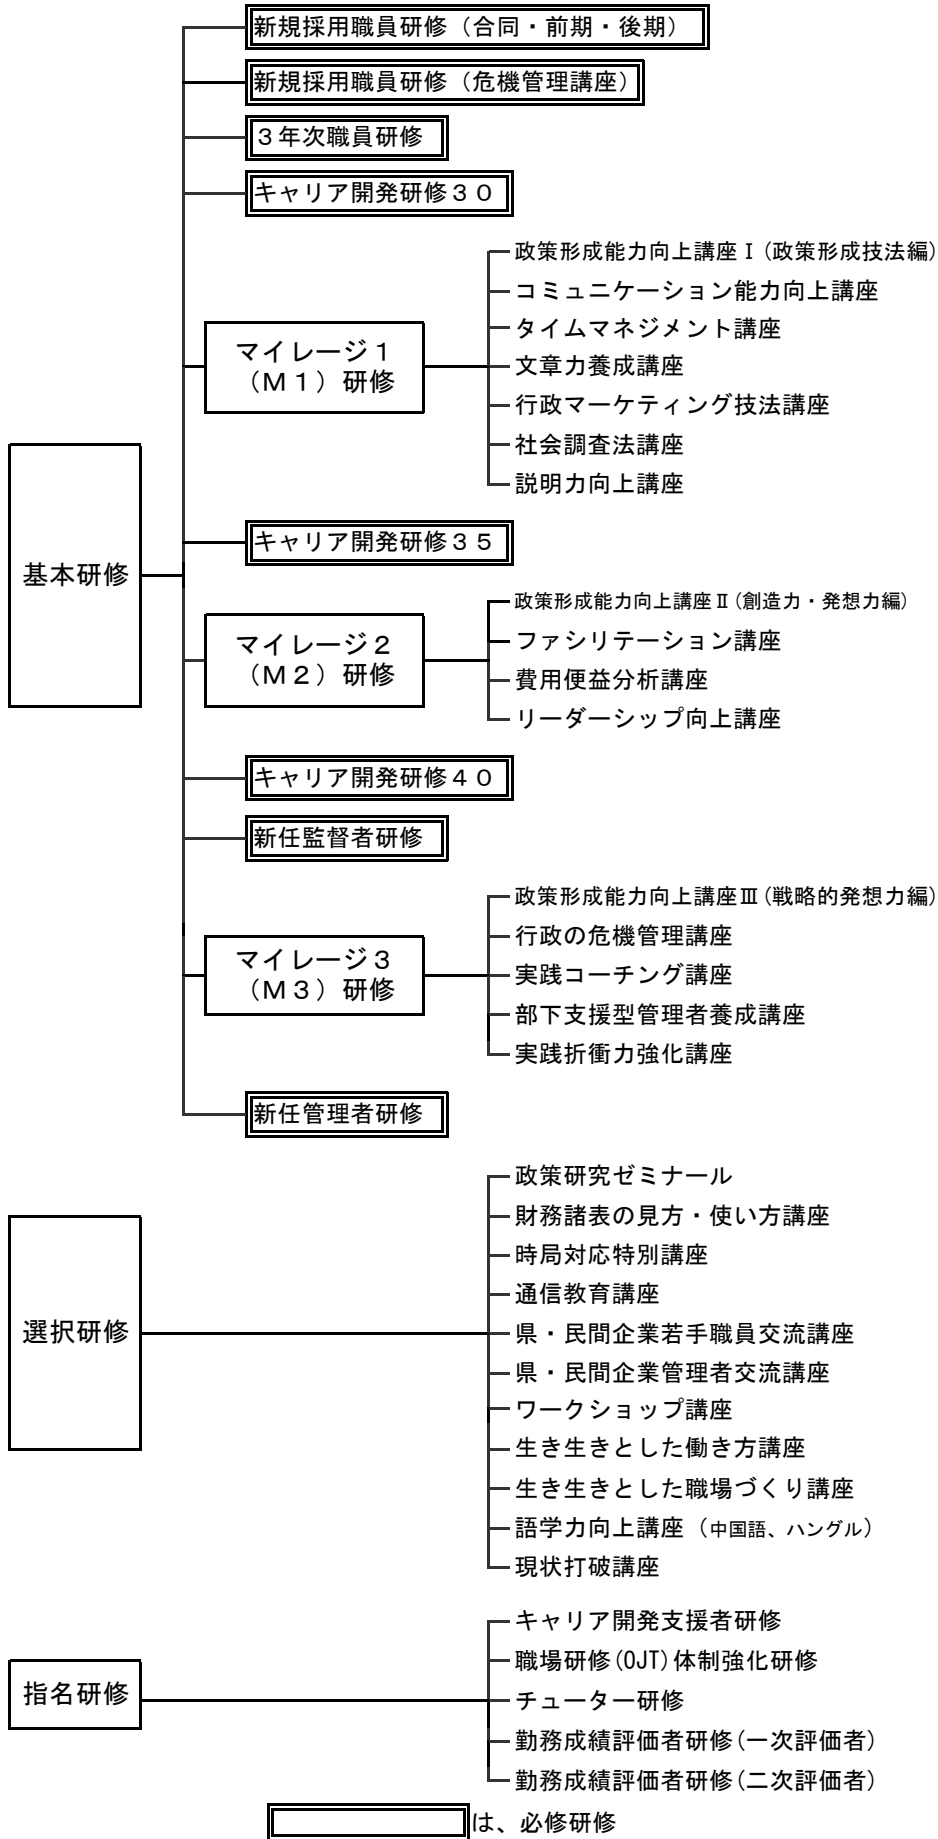 新規採用職員研修（合同・前期・後期）
新規採用職員研修（危機管理講座）
３年次職員研修
キャリア開発研修３０
政策形成能力向上講座Ⅰ(政策形成技法編)
コミュニケーション能力向上講座
タイムマネジメント講座
マイレージ１
（Ｍ１）研修
文章力養成講座
行政マーケティング技法講座
社会調査法講座
説明力向上講座
キャリア開発研修３５
基本研修
政策形成能力向上講座Ⅱ(創造力・発想力編)
マイレージ２
（Ｍ２）研修
ファシリテーション講座
費用便益分析講座
リーダーシップ向上講座
キャリア開発研修４０
新任監督者研修
政策形成能力向上講座Ⅲ(戦略的発想力編)
行政の危機管理講座
マイレージ３
（Ｍ３）研修
実践コーチング講座
部下支援型管理者養成講座
実践折衝力強化講座
新任管理者研修
政策研究ゼミナール
財務諸表の見方・使い方講座
時局対応特別講座
通信教育講座
選択研修
県・民間企業若手職員交流講座
県・民間企業管理者交流講座
ワークショップ講座
生き生きとした働き方講座
生き生きとした職場づくり講座
語学力向上講座（中国語、ハングル）
現状打破講座
キャリア開発支援者研修
職場研修(OJT)体制強化研修
指名研修
チューター研修
勤務成績評価者研修(一次評価者)
勤務成績評価者研修(二次評価者)
は、必修研修